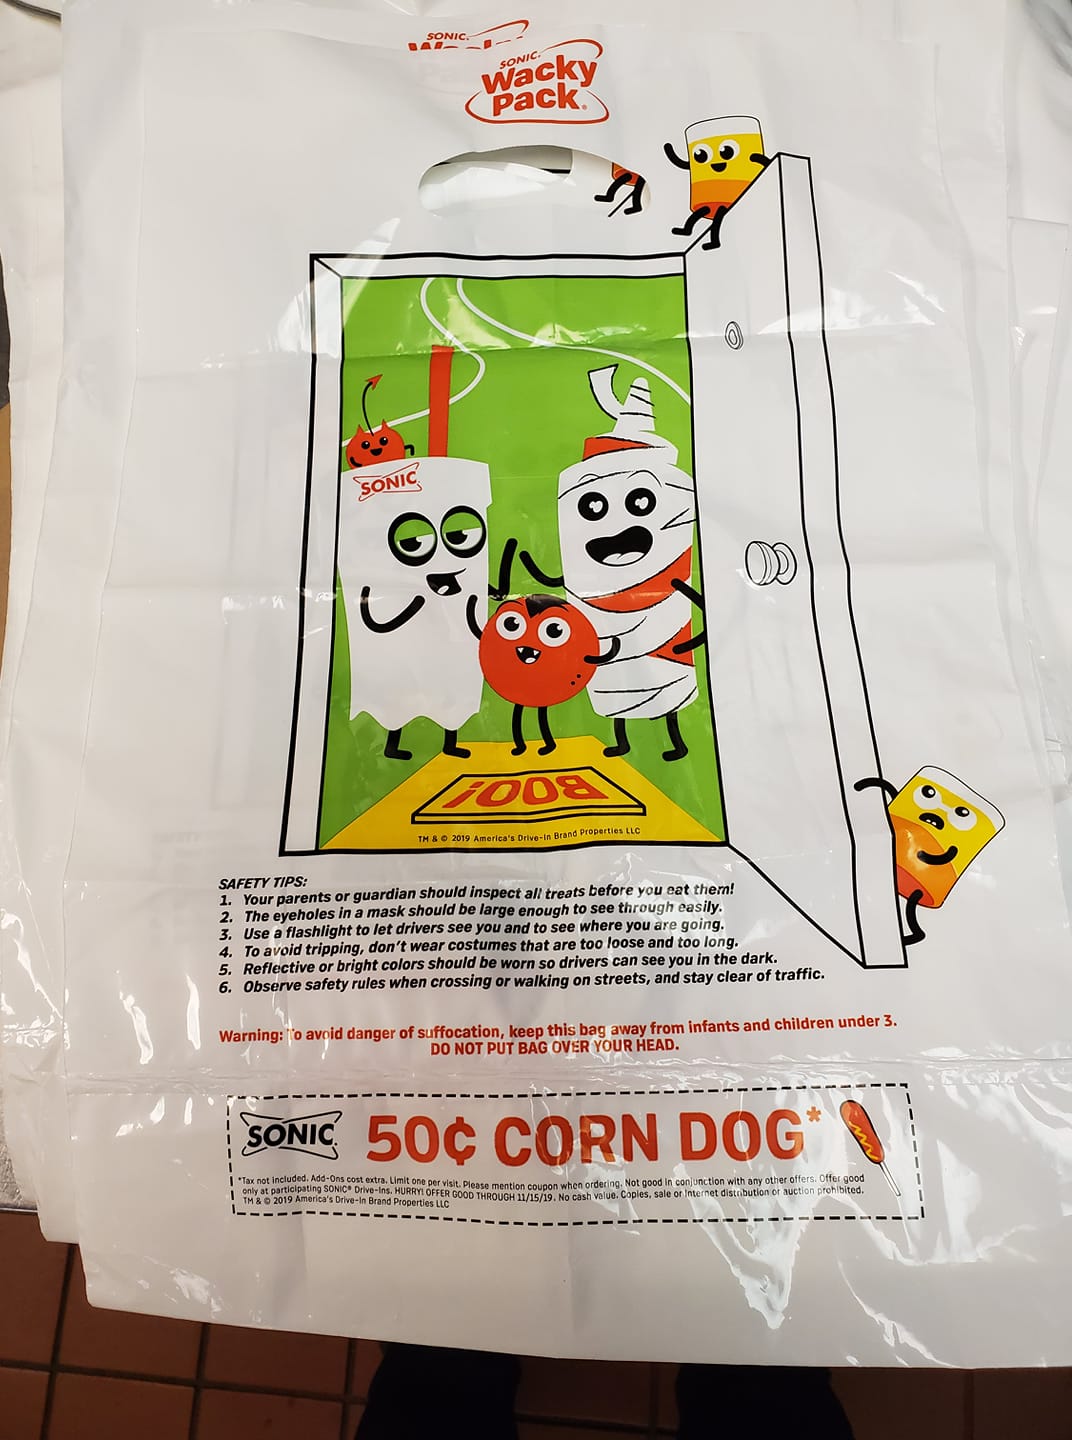 SONIC.
SONIC.
Wacky
Pack®
SONIC
BOO!
TM & © 2019 America's Drive-In Brand Properties LLC
SAFETY TIPS:
1. Your parents or guardian should inspect all treats before you eat them!
2. The eyeholes in a mask should be large enough to see through easily.
3. Use a flashlight to let drivers see you and to see where you are going.
4. To avoid tripping, don't wear costumes that are too loose and too long.
5. Reflective or bright colors should be worn so drivers can see you in the dark.
6. Observe safety rules when crossing or walking on streets, and stay clear of traffic.
Warning: To avoid danger of suffocation, keep this bag away from infants and children under 3.
DO NOT PUT BAG OVER YOUR HEAD.
SONIC. 50¢ CORN DOG*
*Tax not included. Add-Ons cost extra. Limit one per visit. Please mention coupon when ordering. Not good in conjunction with any other offers. Offer good
only at participating SONIC® Drive-Ins. HURRY! OFFER GOOD THROUGH 11/15/19. No cash value. Copies, sale or Internet distribution or auction prohibited.
TM & © 2019 America's Drive-In Brand Properties LLC